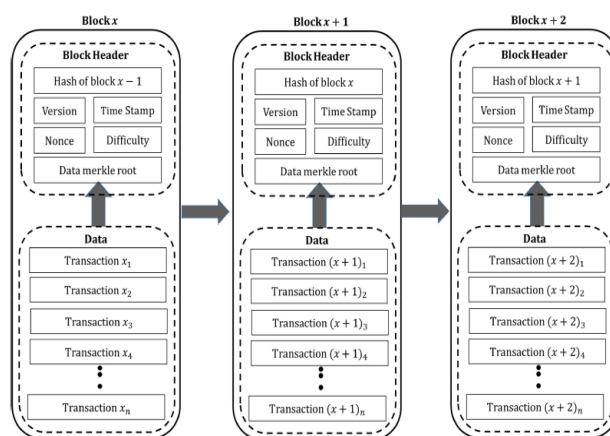 Block x
Block Header
Hash of block x − 1
Version
Time Stamp
Nonce
Difficulty
Data merkle root
Data
Transaction x₁
Transaction x₂
Transaction x₃
Transaction x₄
Transaction xₙ
Block x + 1
Block Header
Hash of block x
Version
Time Stamp
Nonce
Difficulty
Data merkle root
Data
Transaction (x + 1)₁
Transaction (x + 1)₂
Transaction (x + 1)₃
Transaction (x + 1)₄
Transaction (x + 1)ₙ
Block x + 2
Block Header
Hash of block x + 1
Version
Time Stamp
Nonce
Difficulty
Data merkle root
Data
Transaction (x + 2)₁
Transaction (x + 2)₂
Transaction (x + 2)₃
Transaction (x + 2)₄
Transaction (x + 2)ₙ